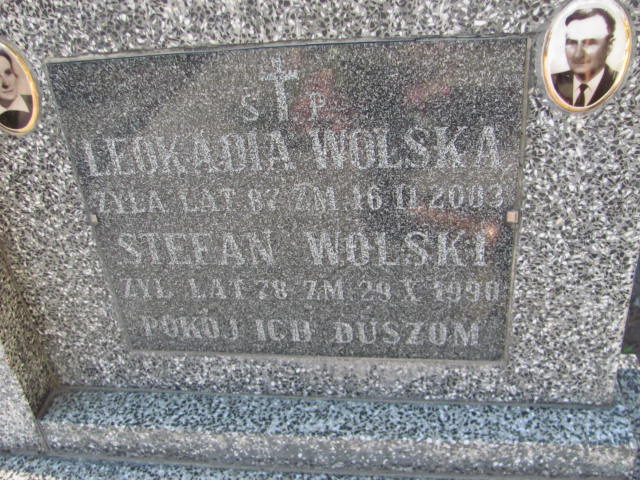 Ś P
LEOKADIA WOLSKA
ŻYŁA LAT 87 ZM. 16 II 2003
STEFAN WOLSKI
ŻYŁ LAT 78 ZM. 29 X 1990
POKÓJ ICH DUSZOM